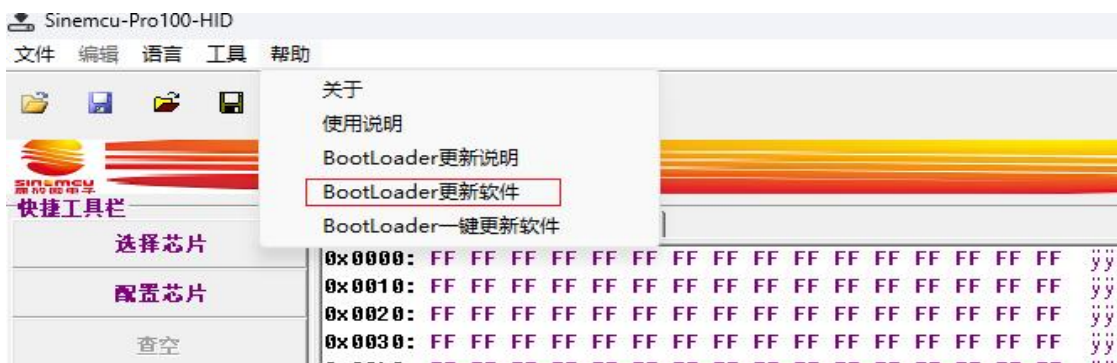 Sinemcu-Pro100-HID
文件 编辑 语言 工具 帮助
关于
使用说明
BootLoader更新说明
BootLoader更新软件
BootLoader一键更新软件
sinemcu
快捷工具栏
选择芯片
配置芯片
查空
0x0000: FF FF FF FF FF FF FF FF FF FF FF FF FF FF FF FF ÿÿ
0x0010: FF FF FF FF FF FF FF FF FF FF FF FF FF FF FF FF ÿÿ
0x0020: FF FF FF FF FF FF FF FF FF FF FF FF FF FF FF FF ÿÿ
0x0030: FF FF FF FF FF FF FF FF FF FF FF FF FF FF FF FF ÿÿ